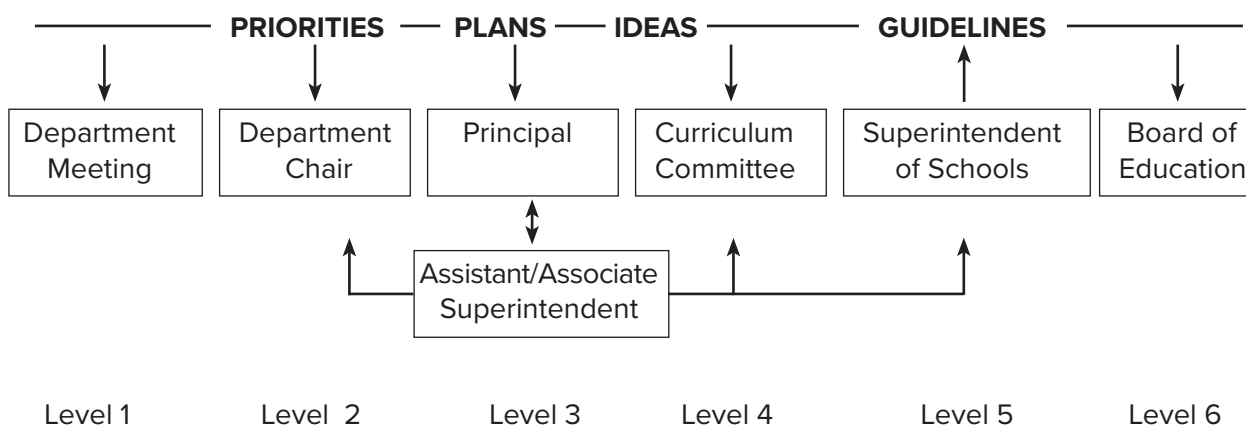 PRIORITIES PLANS IDEAS GUIDELINES
Department
Meeting
Department
Chair
Principal
Curriculum
Committee
Superintendent
of Schools
Board of
Education
Assistant/Associate
Superintendent
Level 1 Level 2 Level 3 Level 4 Level 5 Level 6